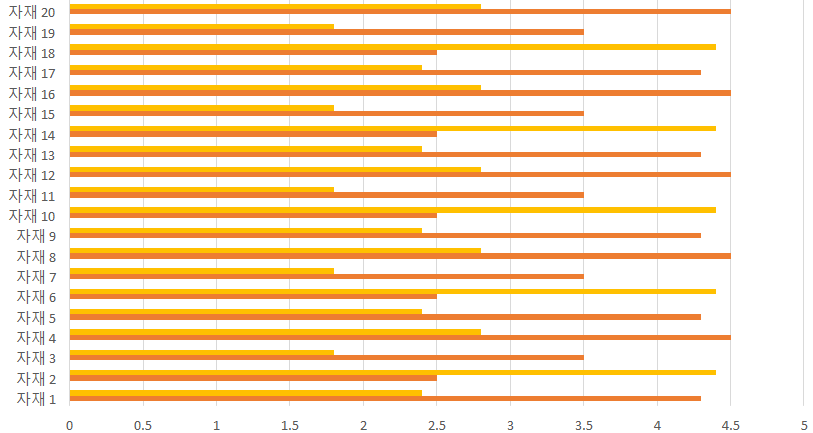 자재 20
자재 19
자재 18
자재 17
자재 16
자재 15
자재 14
자재 13
자재 12
자재 11
자재 10
자재 9
자재 8
자재 7
자재 6
자재 5
자재 4
자재 3
자재 2
자재 1
0 0.5 1 1.5 2 2.5 3 3.5 4 4.5 5